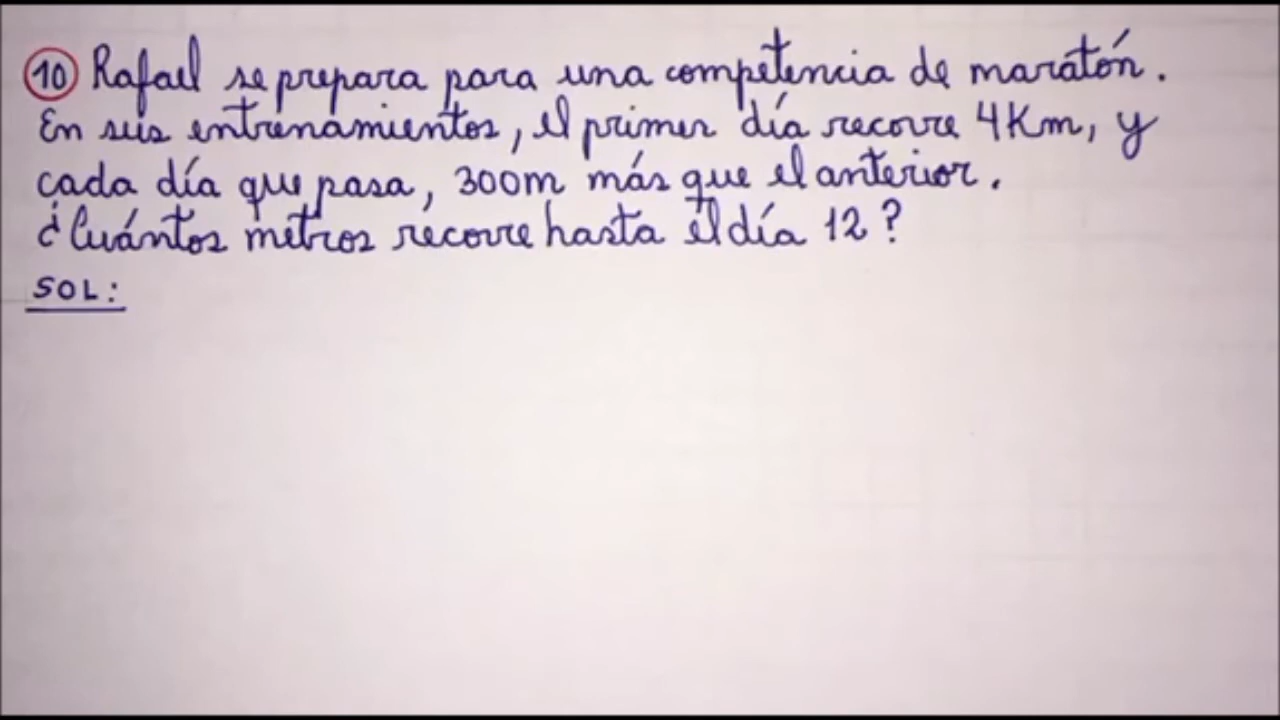 10 Rafael se prepara para una competencia de maratón.
En sus entrenamientos, el primer día recorre 4Km, y
cada día que pasa, 300m más que el anterior.
¿Cuántos metros recorre hasta el día 12?
SOL: